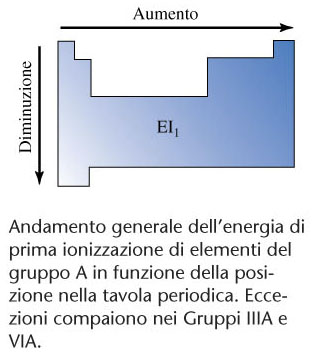 Aumento
Diminuzione
EI₁
Andamento generale dell'energia di
prima ionizzazione di elementi del
gruppo A in funzione della posi-
zione nella tavola periodica. Ecce-
zioni compaiono nei Gruppi IIIA e
VIA.